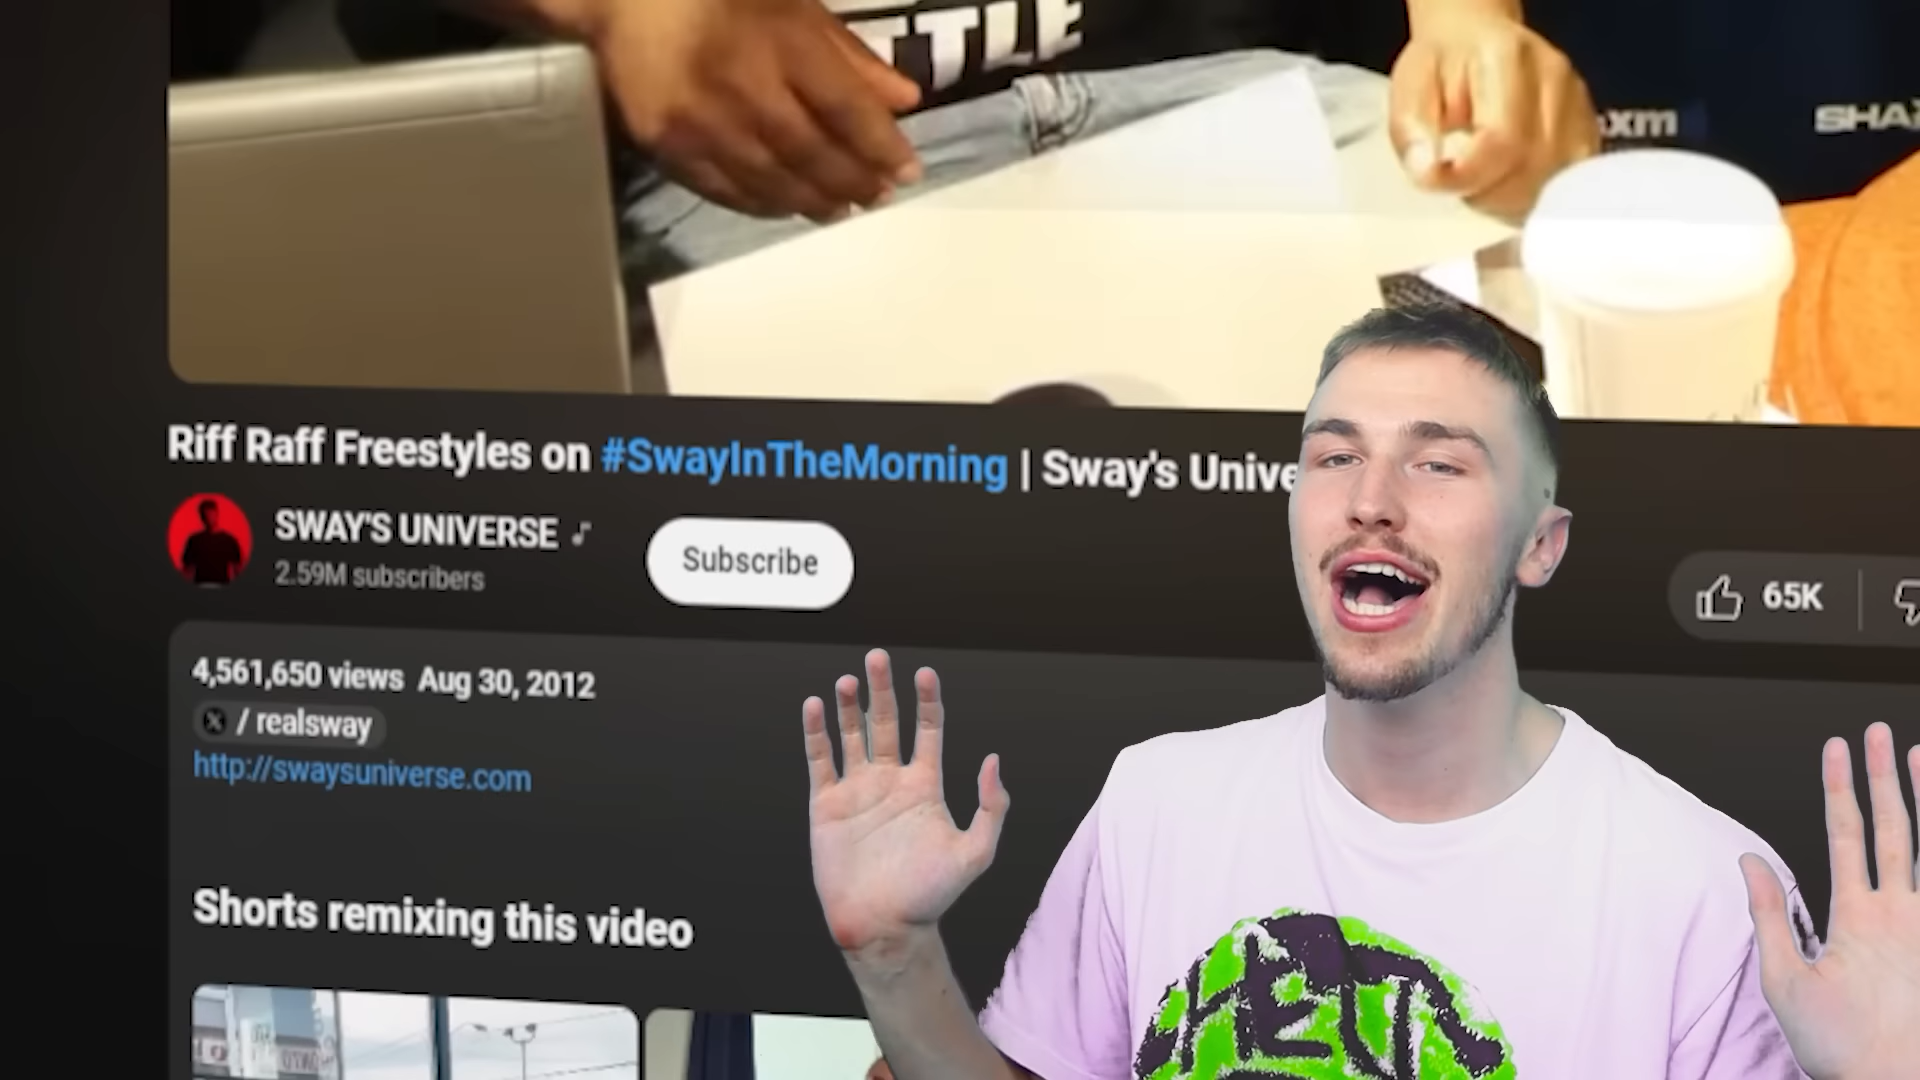 TTLE
xm
SHA
Riff Raff Freestyles on #SwayInTheMorning | Sway's Unive
SWAY'S UNIVERSE
2.59M subscribers
Subscribe
65K
4,561,650 views Aug 30, 2012
/ realsway
http://swaysuniverse.com
Shorts remixing this video